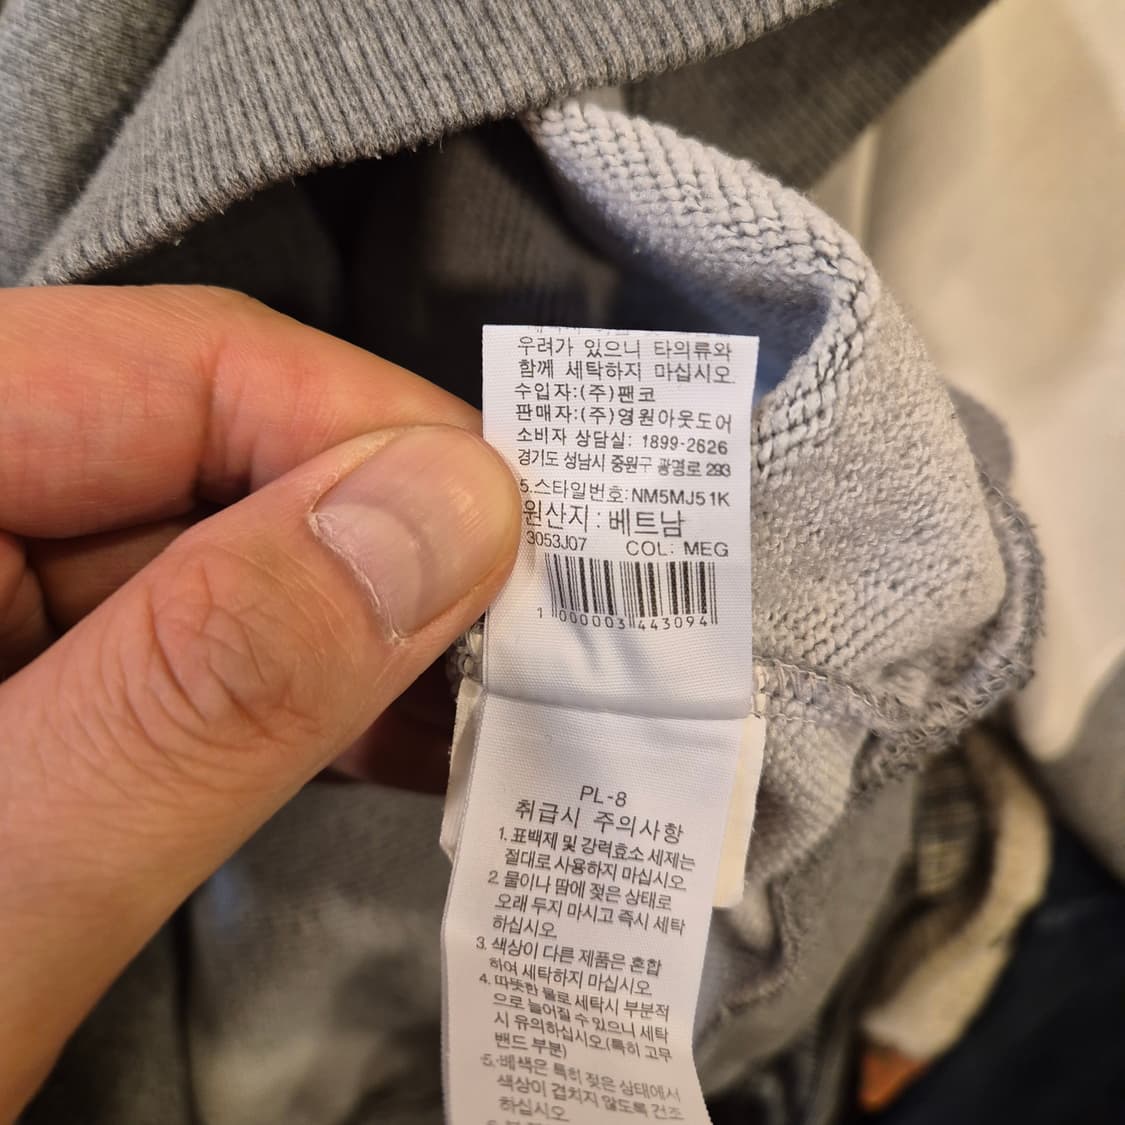 우려가 있으니 타의류와
함께 세탁하지 마십시오.
수입자:(주)팬코
판매자:(주)영원아웃도어
소비자 상담실: 1899-2626
경기도 성남시 중원구 광명로 293
5.스타일번호:NM5MJ51K
원산지:베트남
3053J07 COL: MEG
1 000003 443094
PL-8
취급시 주의사항
1. 표백제 및 강력효소 세제는
절대로 사용하지 마십시오
2. 물이나 땀에 젖은 상태로
오래 두지 마시고 즉시 세탁
하십시오
3. 색상이 다른 제품은 혼합
하여 세탁하지 마십시오
4. 따뜻한 물로 세탁시 부분적
으로 늘어질 수 있으니 세탁
시 유의하십시오.(특히 고무
밴드 부분)
5. 배색은 특히 젖은 상태에서
색상이 겹치지 않도록 건조
하십시오